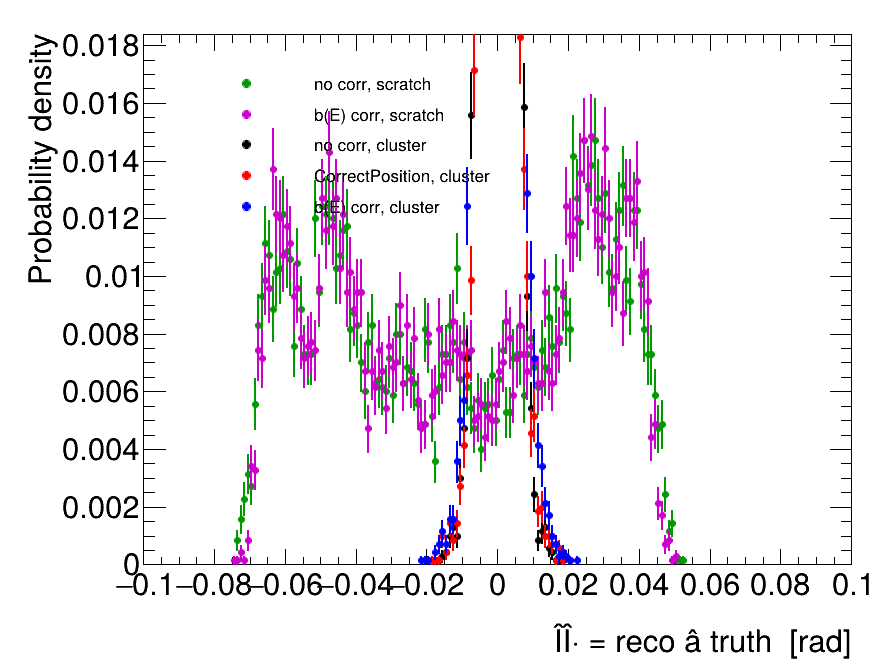 Probability density
0.018
0.016
0.014
0.012
0.01
0.008
0.006
0.004
0.002
0
no corr, scratch
b(E) corr, scratch
no corr, cluster
CorrectPosition, cluster
b(E) corr, cluster
−0.1 −0.08 −0.06 −0.04 −0.02 0 0.02 0.04 0.06 0.08 0.1
ÎÎ· = reco â truth [rad]